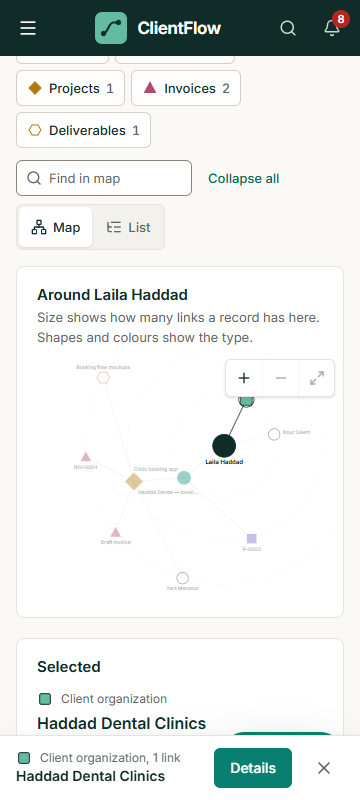 ClientFlow
8
Projects 1
Invoices 2
Deliverables 1
Find in map
Collapse all
Map
List
Around Laila Haddad
Size shows how many links a record has here.
Shapes and colours show the type.
Booking flow mockups
Nour Salem
Laila Haddad
INV-0004
Clinic booking app
Haddad Dental — book...
Draft invoice
P-0003
Yara Mansour
Selected
Client organization
Haddad Dental Clinics
Client organization, 1 link
Haddad Dental Clinics
Details